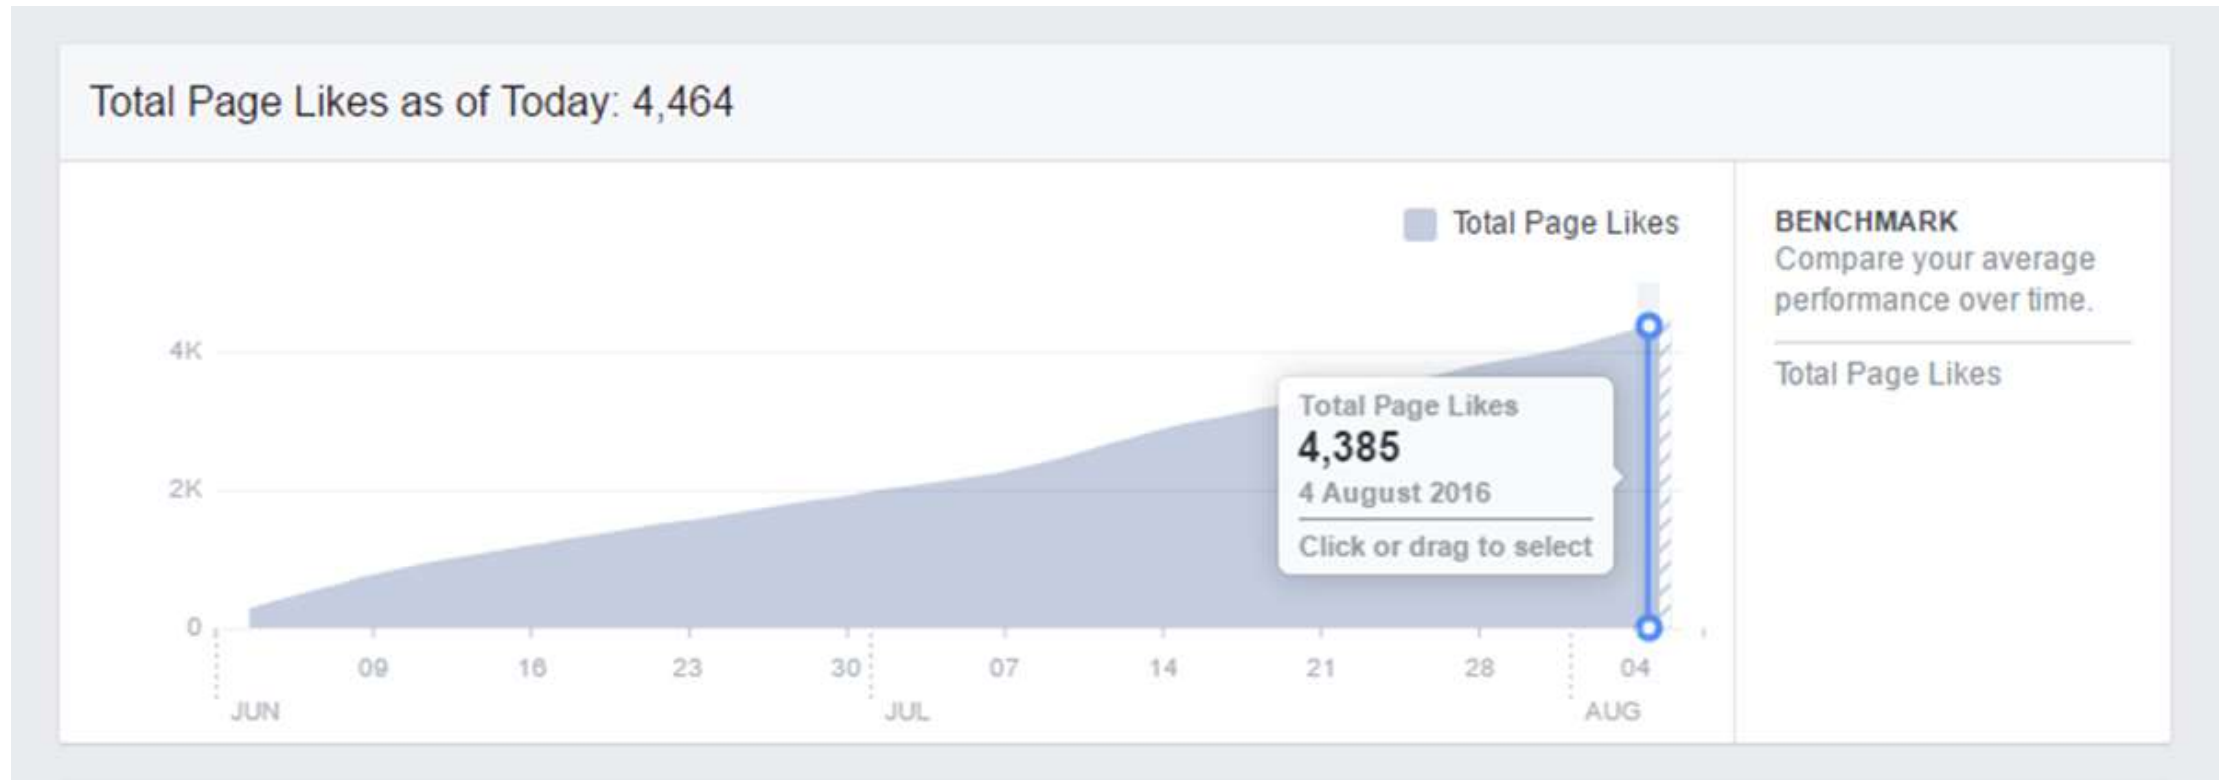 Total Page Likes as of Today: 4,464
Total Page Likes
BENCHMARK
Compare your average
performance over time.
Total Page Likes
4K
2K
0
Total Page Likes
4,385
4 August 2016
Click or drag to select
09 16 23 30 07 14 21 28 04
JUN JUL AUG